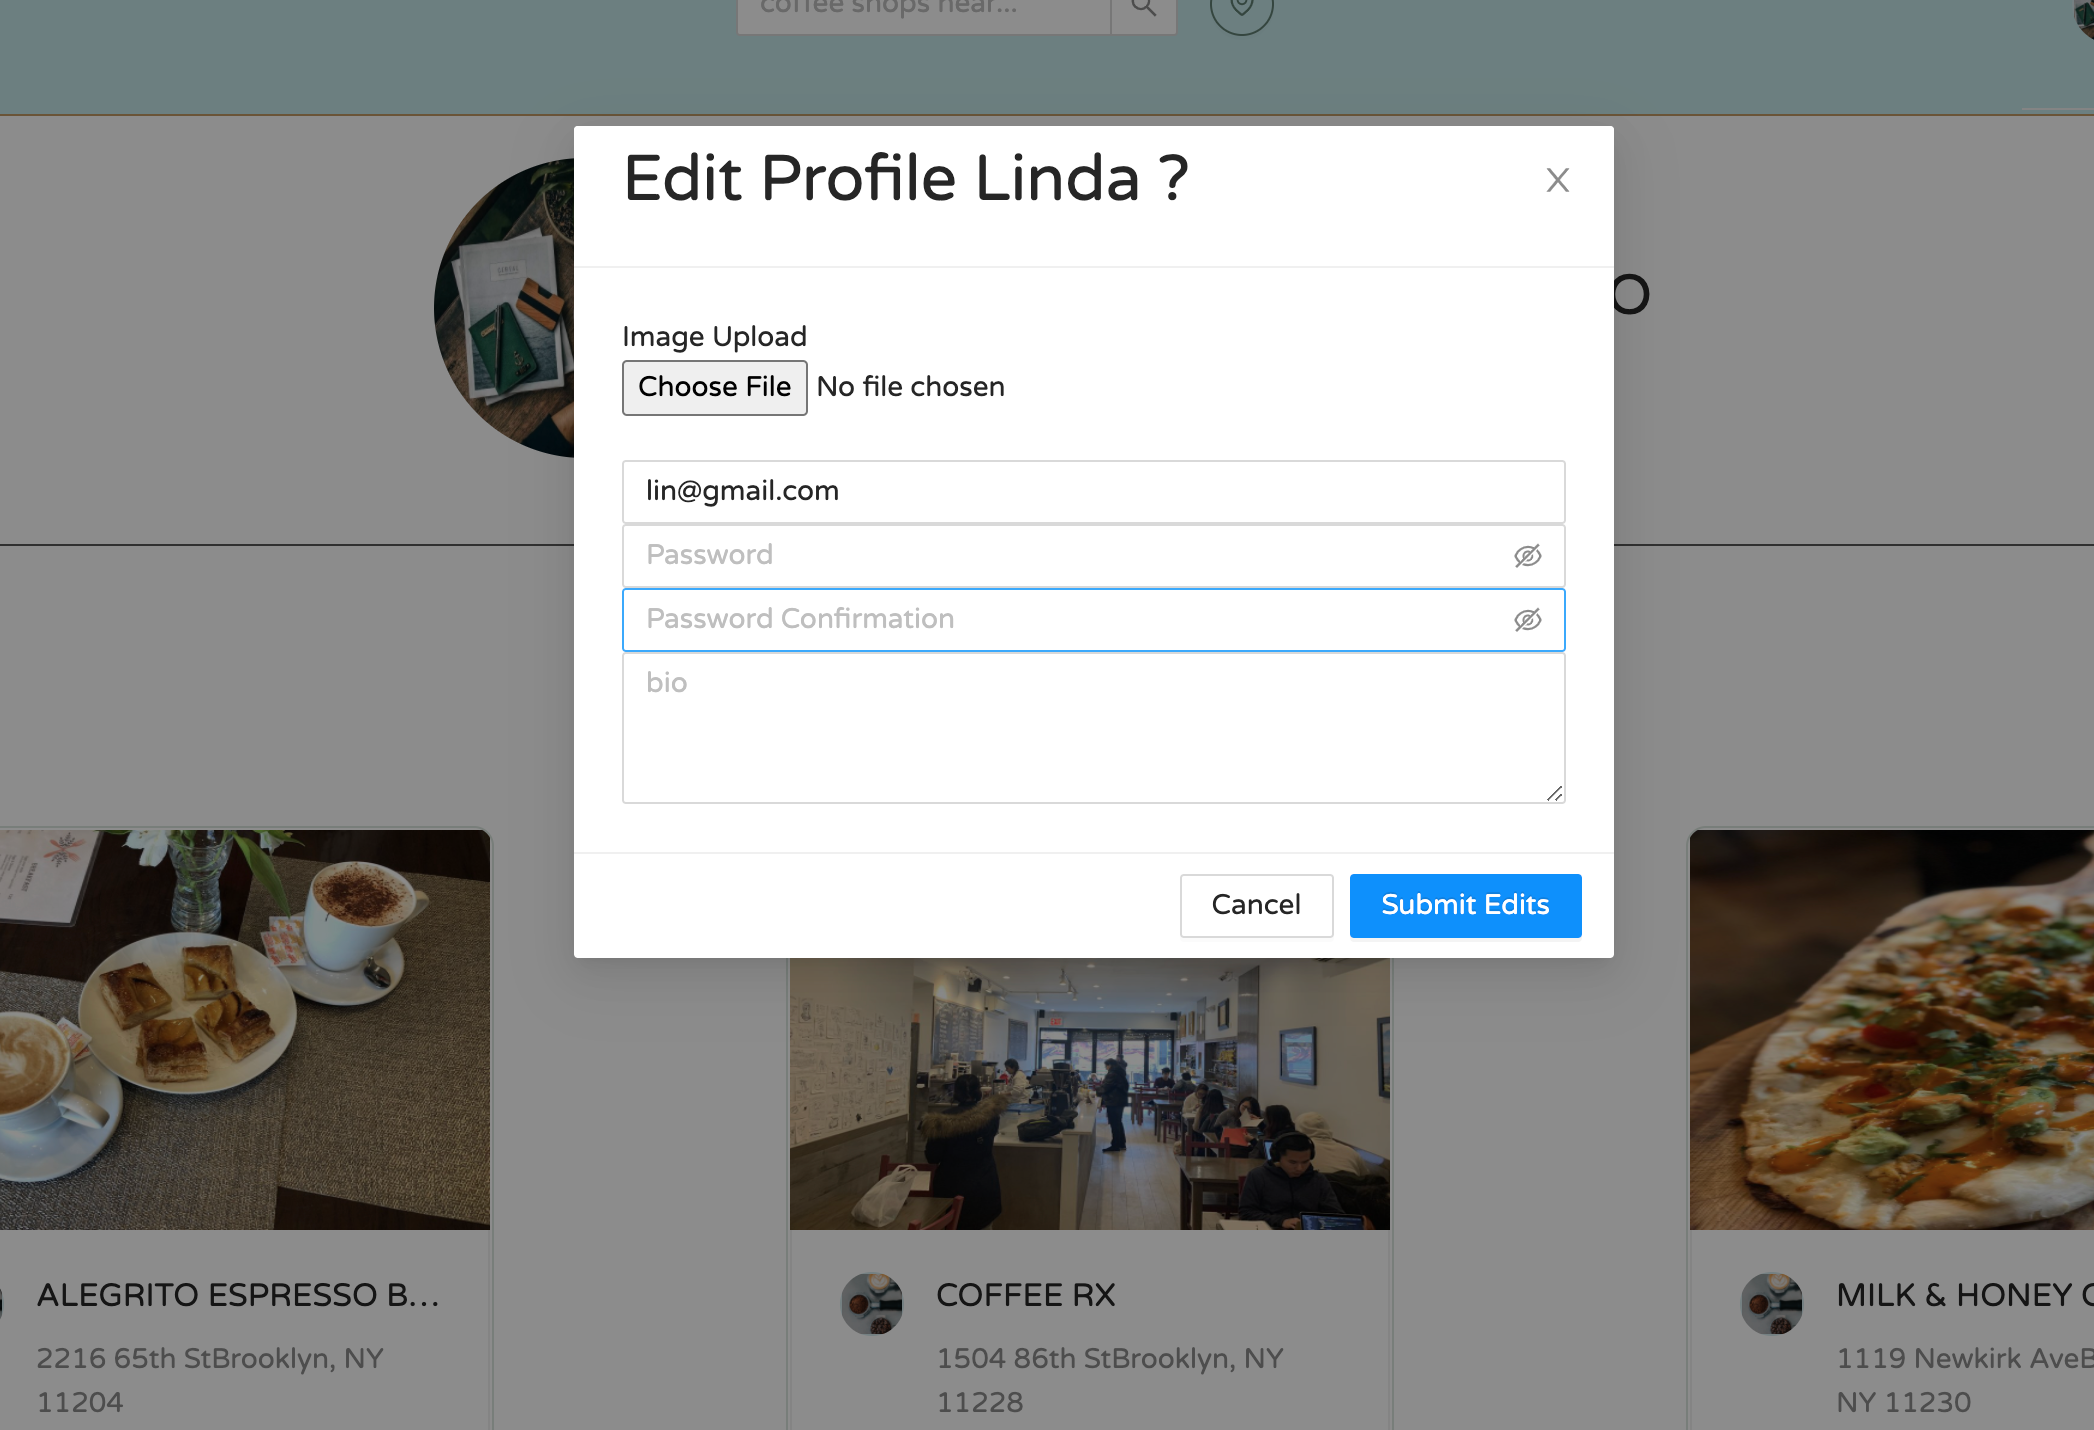 coffee shops near...
Edit Profile Linda ?
X
O
Image Upload
Choose File No file chosen
lin@gmail.com
Password
Password Confirmation
bio
Cancel Submit Edits
ALEGRITO ESPRESSO B...
2216 65th StBrooklyn, NY
11204
COFFEE RX
1504 86th StBrooklyn, NY
11228
MILK & HONEY
1119 Newkirk Ave
NY 11230